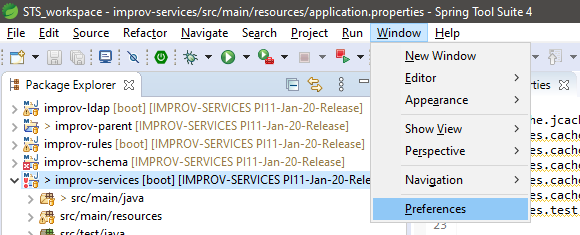 STS_workspace - improv-services/src/main/resources/application.properties - Spring Tool Suite 4
File Edit Source Refactor Navigate Search Project Run Window Help
New Window
Editor
Appearance
Show View
Perspective
Navigation
Preferences
Package Explorer
improv-ldap [boot] [IMPROV-SERVICES PI11-Jan-20-Release]
> improv-parent [IMPROV-SERVICES PI11-Jan-20-Release]
improv-rules [IMPROV-SERVICES PI11-Jan-20-Release]
improv-schema [IMPROV-SERVICES PI11-Jan-20-Release]
> improv-services [boot] [IMPROV-SERVICES PI11-Jan-20-Rele
> src/main/java
src/main/resources
src/test/java
erties
ne.jcac
es.cach
es.cach
es.cach
es.cach
es.cach
es.test
23